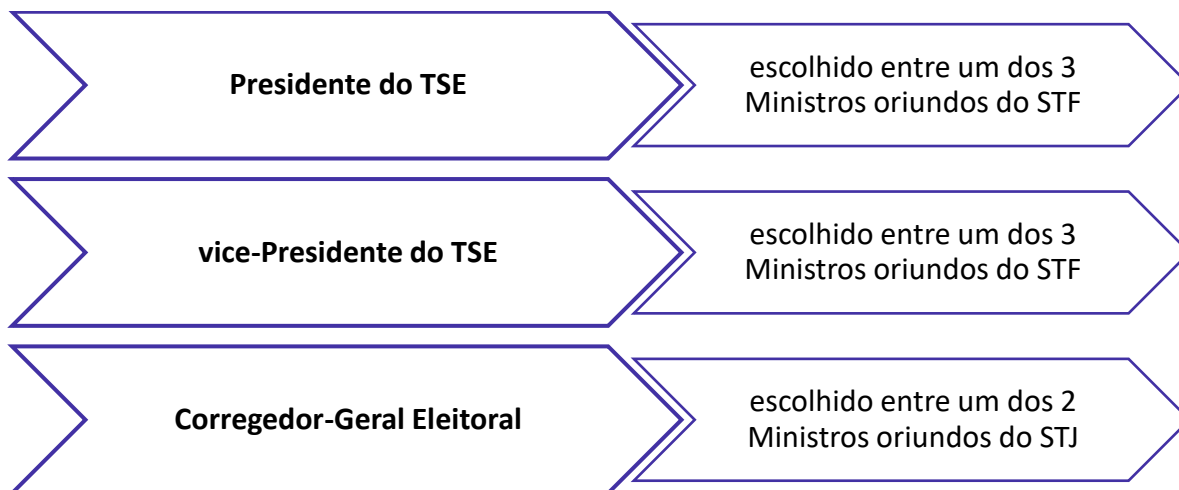 Presidente do TSE
escolhido entre um dos 3
Ministros oriundos do STF
vice-Presidente do TSE
escolhido entre um dos 3
Ministros oriundos do STF
Corregedor-Geral Eleitoral
escolhido entre um dos 2
Ministros oriundos do STJ